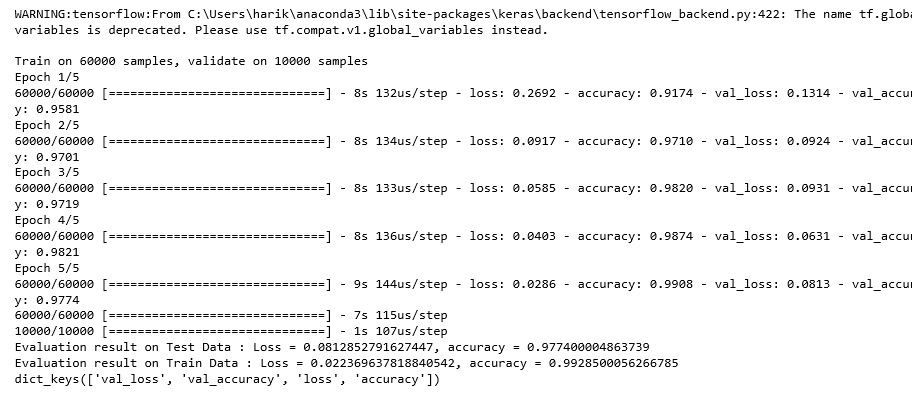 WARNING:tensorflow:From C:\Users\harik\anaconda3\lib\site-packages\keras\backend\tensorflow_backend.py:422: The name tf.globa
variables is deprecated. Please use tf.compat.v1.global_variables instead.
Train on 60000 samples, validate on 10000 samples
Epoch 1/5
60000/60000 [==============================] - 8s 132us/step - loss: 0.2692 - accuracy: 0.9174 - val_loss: 0.1314 - val_accur
y: 0.9581
Epoch 2/5
60000/60000 [==============================] - 8s 134us/step - loss: 0.0917 - accuracy: 0.9710 - val_loss: 0.0924 - val_accur
y: 0.9701
Epoch 3/5
60000/60000 [==============================] - 8s 133us/step - loss: 0.0585 - accuracy: 0.9820 - val_loss: 0.0931 - val_accur
y: 0.9719
Epoch 4/5
60000/60000 [==============================] - 8s 136us/step - loss: 0.0403 - accuracy: 0.9874 - val_loss: 0.0631 - val_accur
y: 0.9821
Epoch 5/5
60000/60000 [==============================] - 9s 144us/step - loss: 0.0286 - accuracy: 0.9908 - val_loss: 0.0813 - val_accur
y: 0.9774
60000/60000 [==============================] - 7s 115us/step
10000/10000 [==============================] - 1s 107us/step
Evaluation result on Test Data : Loss = 0.0812852791627447, accuracy = 0.977400004863739
Evaluation result on Train Data : Loss = 0.022369637818840542, accuracy = 0.9928500056266785
dict_keys(['val_loss', 'val_accuracy', 'loss', 'accuracy'])